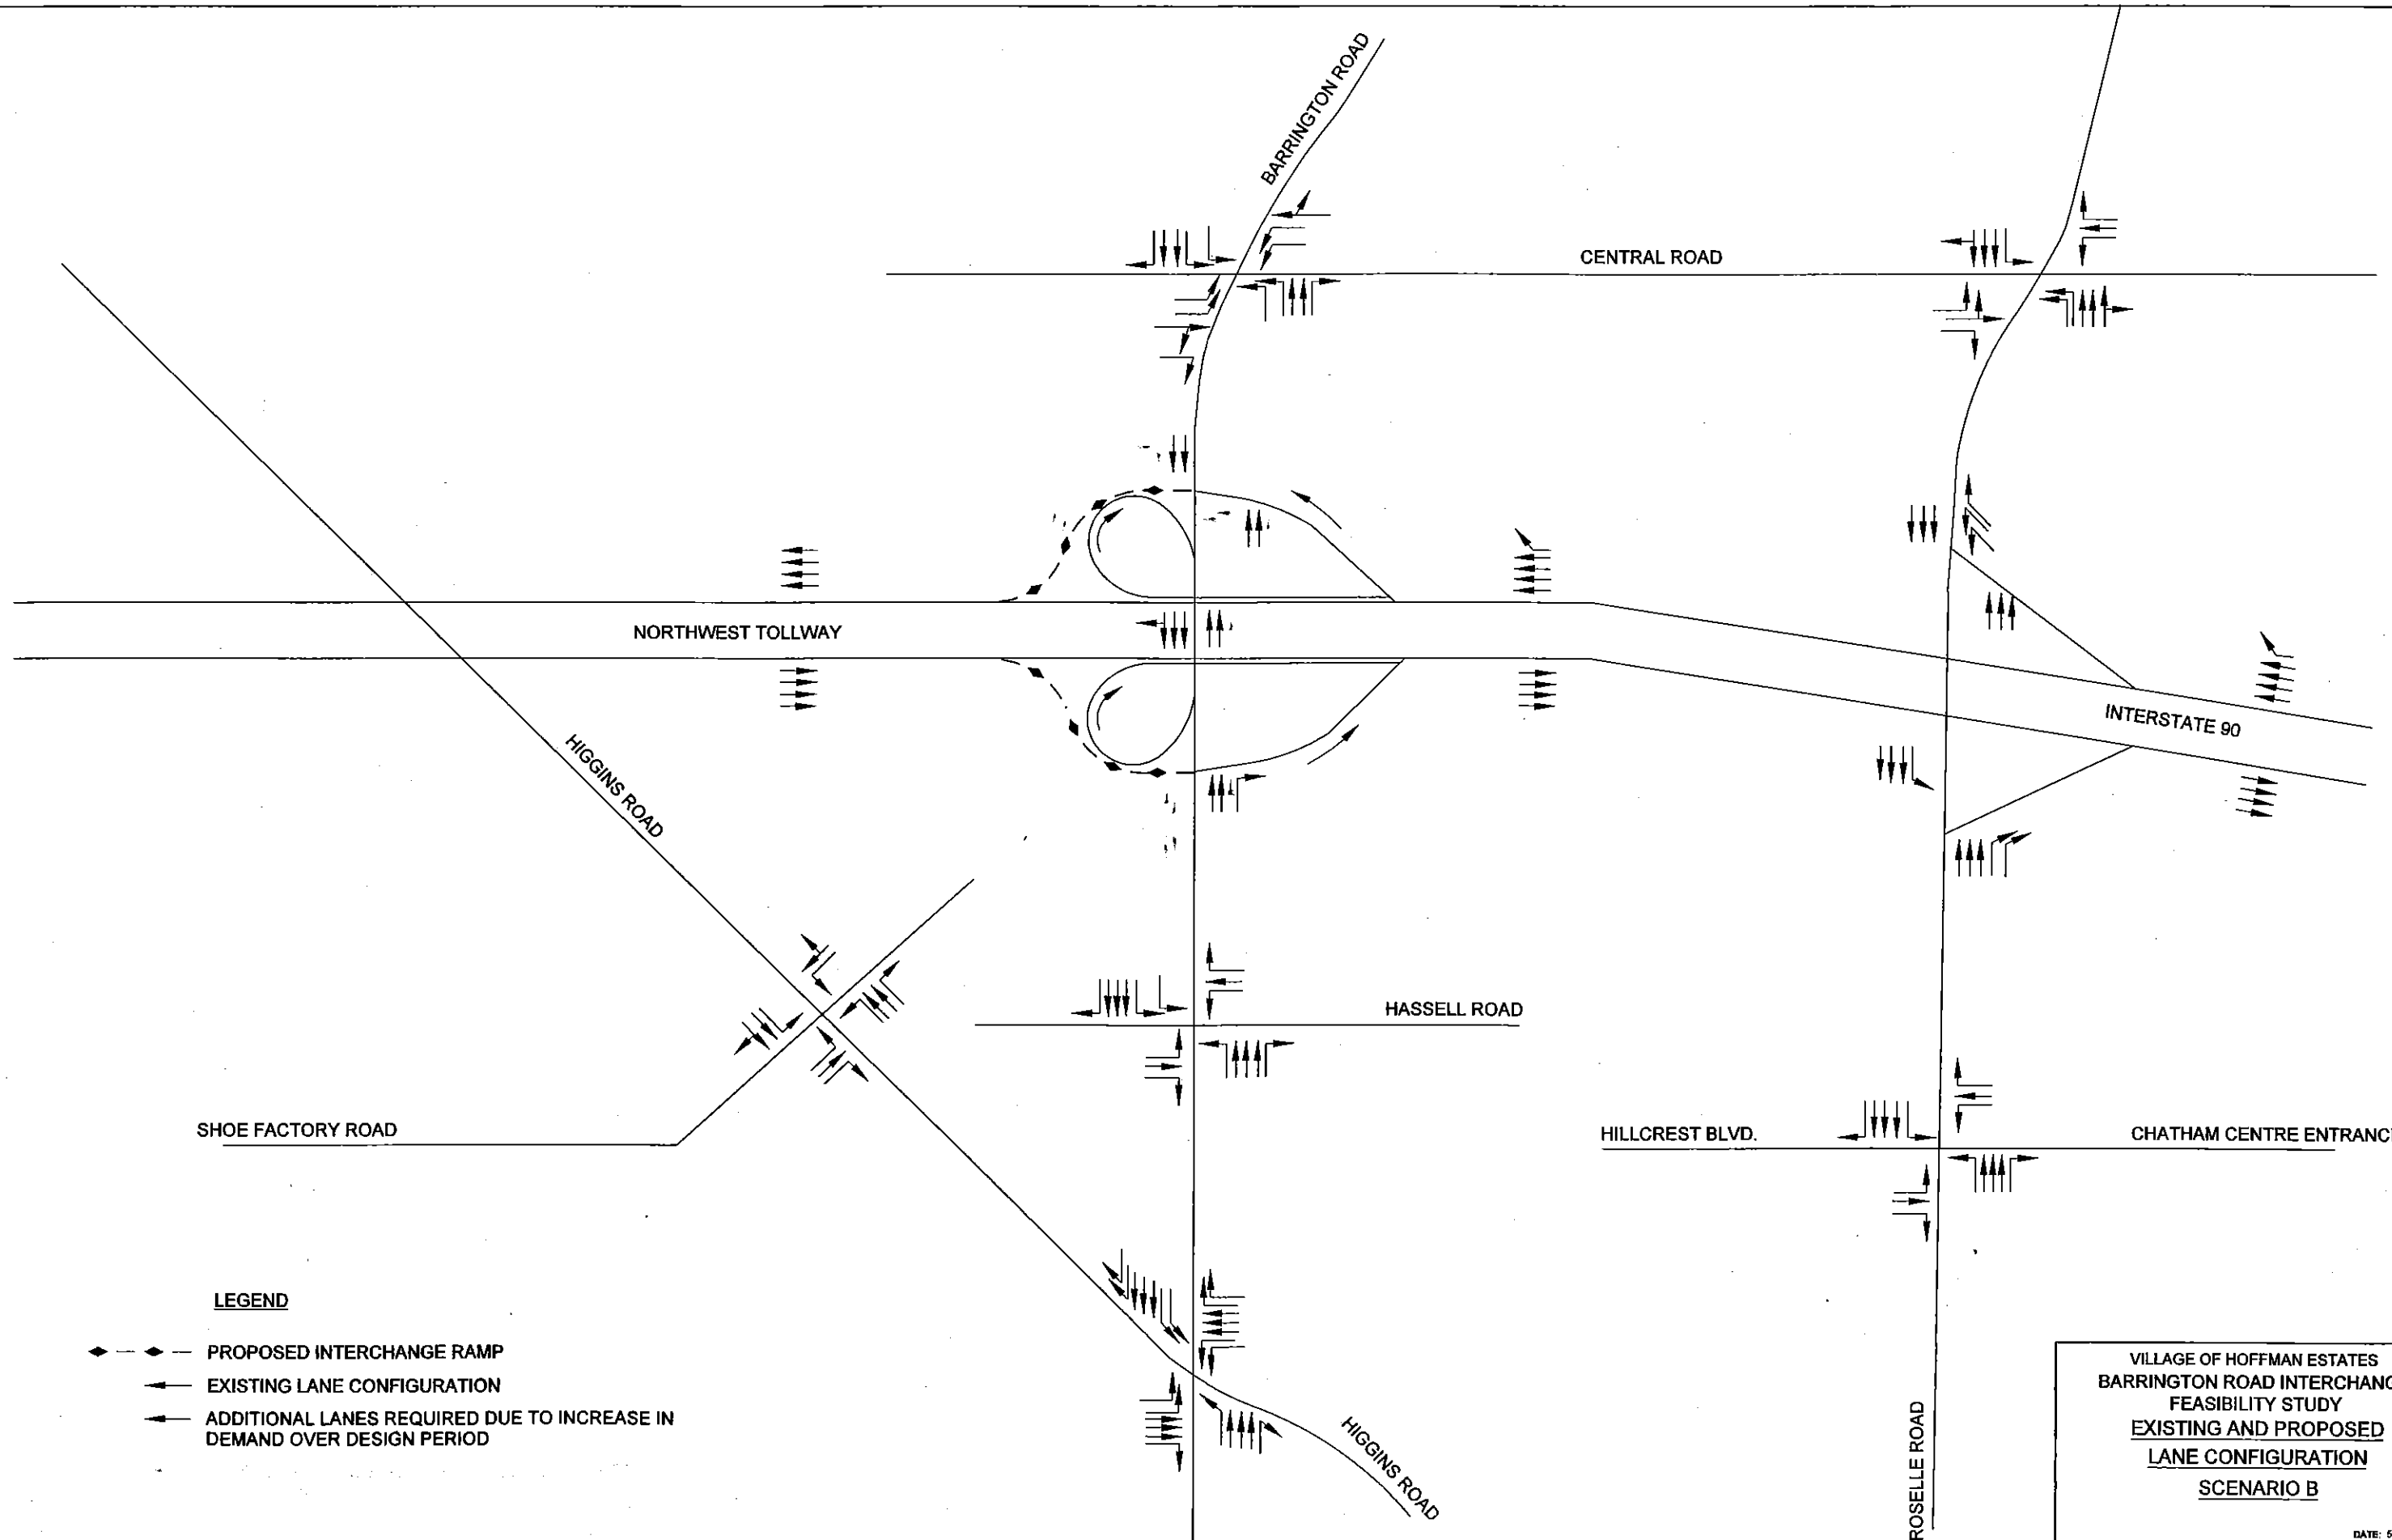 BARRINGTON ROAD
CENTRAL ROAD
NORTHWEST TOLLWAY
INTERSTATE 90
HIGGINS ROAD
HASSELL ROAD
SHOE FACTORY ROAD
HILLCREST BLVD.
CHATHAM CENTRE ENTRANC
HIGGINS ROAD
ROSELLE ROAD
LEGEND
PROPOSED INTERCHANGE RAMP
EXISTING LANE CONFIGURATION
ADDITIONAL LANES REQUIRED DUE TO INCREASE IN
DEMAND OVER DESIGN PERIOD
VILLAGE OF HOFFMAN ESTATES
BARRINGTON ROAD INTERCHANG
FEASIBILITY STUDY
EXISTING AND PROPOSED
LANE CONFIGURATION
SCENARIO B
DATE: 5